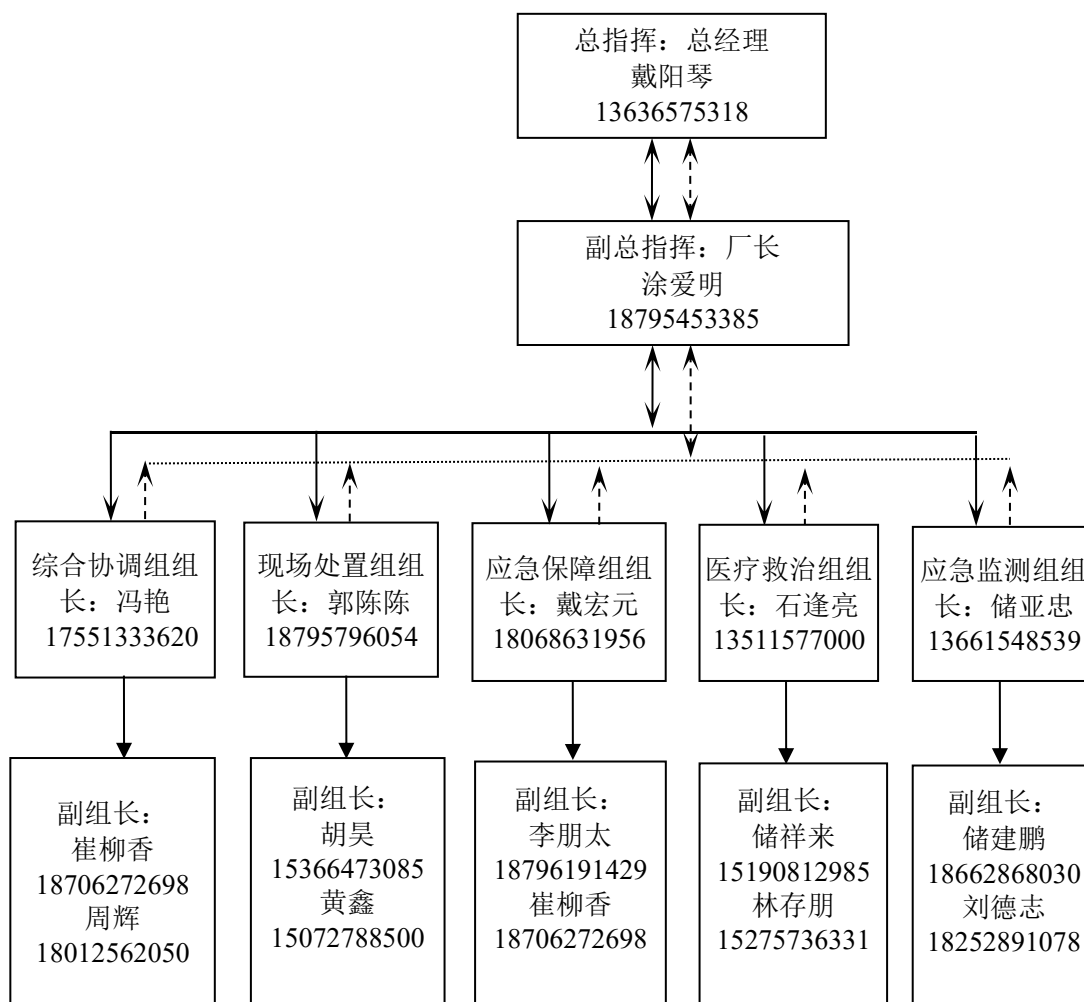 总指挥：总经理
戴阳琴
13636575318
副总指挥：厂长
涂爱明
18795453385
综合协调组组
长：冯艳
17551333620
现场处置组组
长：郭陈陈
18795796054
应急保障组组
长：戴宏元
18068631956
医疗救治组组
长：石逢亮
13511577000
应急监测组组
长：储亚忠
13661548539
副组长：
崔柳香
18706272698
周辉
18012562050
副组长：
胡昊
15366473085
黄鑫
15072788500
副组长：
李朋太
18796191429
崔柳香
18706272698
副组长：
储祥来
15190812985
林存朋
15275736331
副组长：
储建鹏
18662868030
刘德志
18252891078